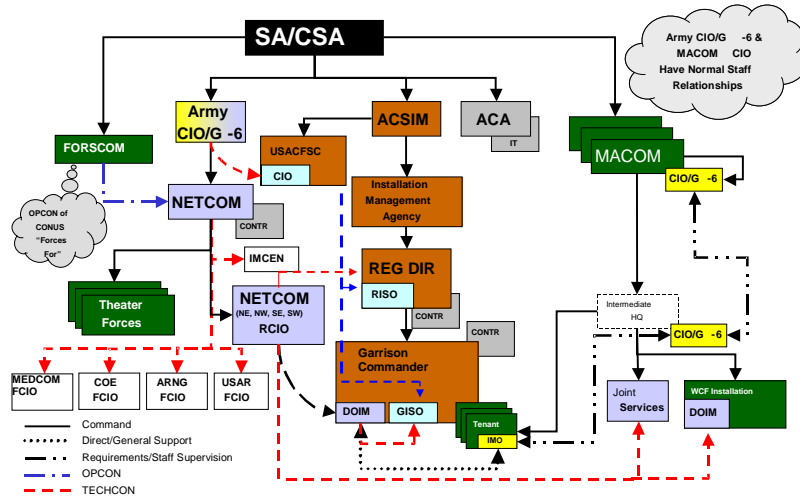 SA/CSA
Army CIO/G -6 &
MACOM CIO
Have Normal Staff
Relationships
Army
CIO/G -6
ACSIM
ACA
IT
FORSCOM
USACFSC
CIO
MACOM
CIO/G -6
OPCON of
CONUS
“Forces
For”
NETCOM
CONTR
Installation
Management
Agency
IMCEN
REG DIR
RISO
CONTR
Theater
Forces
NETCOM
(NE, NW, SE, SW)
RCIO
Intermediate
HQ
CONTR
CIO/G -6
Garrison
Commander
DOIM
GISO
Tenant
IMO
Joint
Services
WCF Installation
DOIM
MEDCOM
FCIO
COE
FCIO
ARNG
FCIO
USAR
FCIO
Command
Direct/General Support
Requirements/Staff Supervision
OPCON
TECHCON